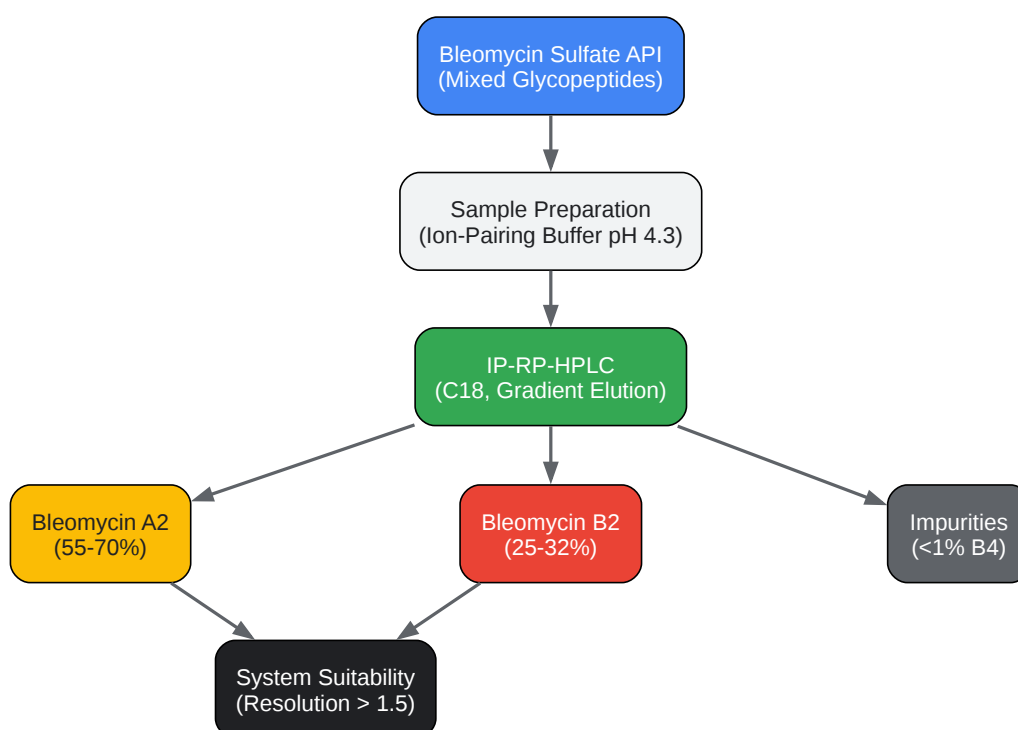 Bleomycin Sulfate API
(Mixed Glycopeptides)
Sample Preparation
(Ion-Pairing Buffer pH 4.3)
IP-RP-HPLC
(C18, Gradient Elution)
Bleomycin A2
(55-70%)
Bleomycin B2
(25-32%)
Impurities
(<1% B4)
System Suitability
(Resolution > 1.5)